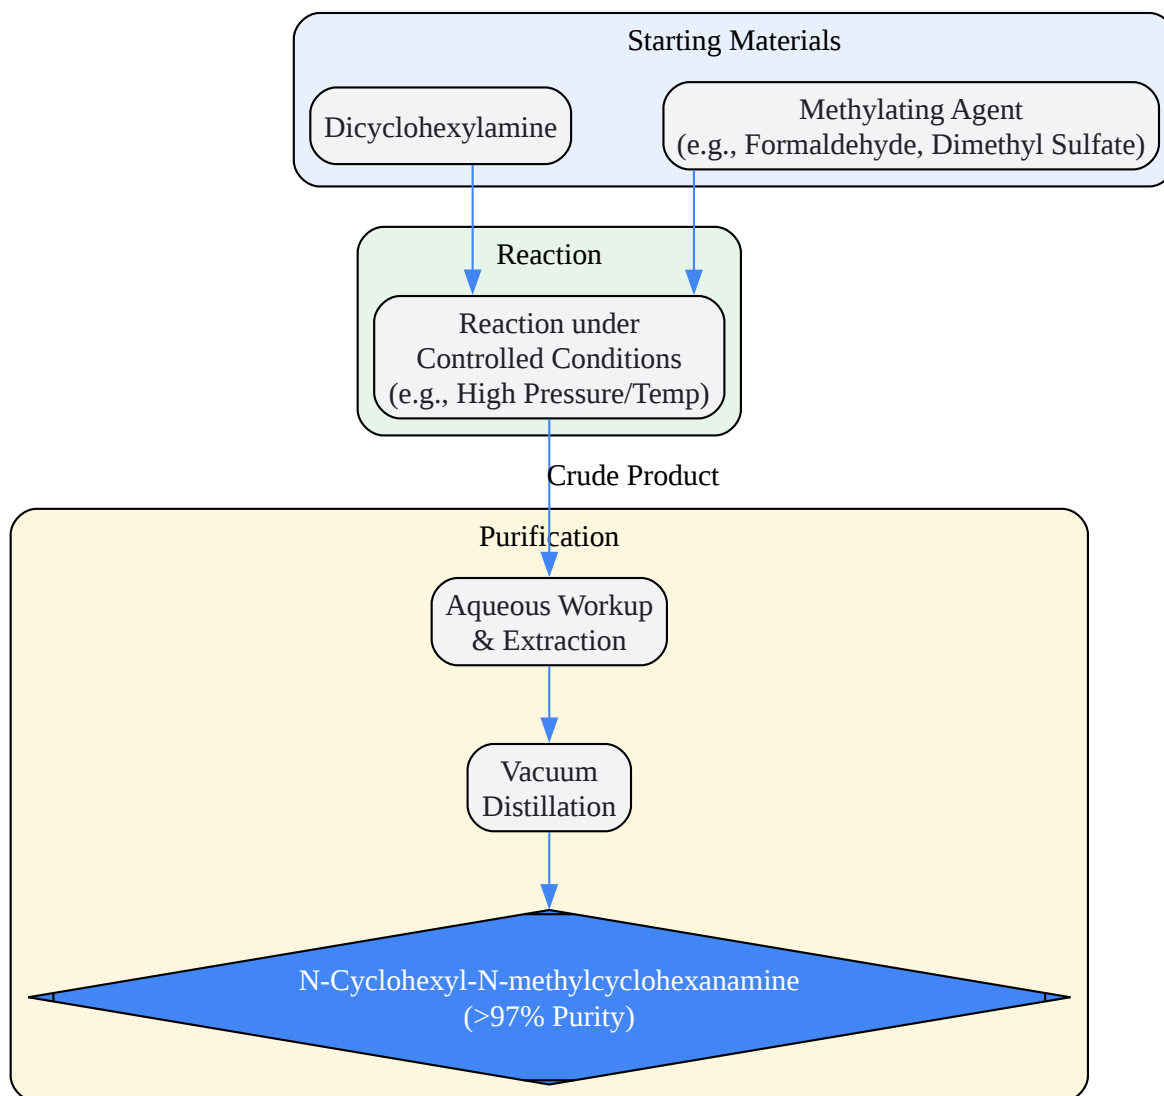 Starting Materials
Dicyclohexylamine
Methylating Agent
(e.g., Formaldehyde, Dimethyl Sulfate)
Reaction
Reaction under
Controlled Conditions
(e.g., High Pressure/Temp)
Crude Product
Purification
Aqueous Workup
& Extraction
Vacuum
Distillation
N-Cyclohexyl-N-methylcyclohexanamine
(>97% Purity)